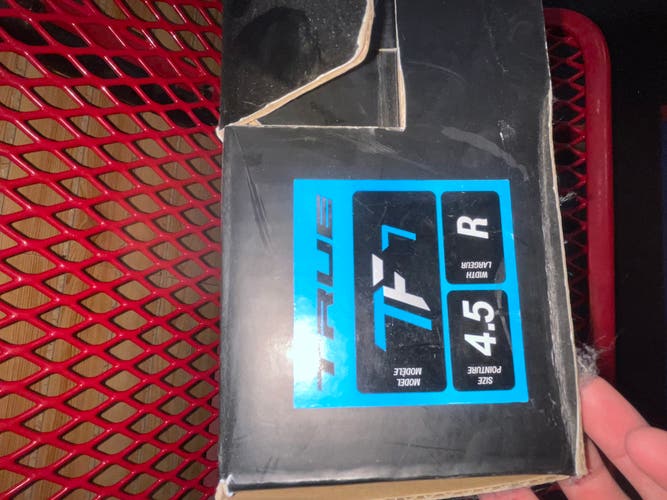 TRUE
MODEL
MODÈLE
TF7
SIZE
POINTURE
4.5
WIDTH
LARGEUR
R